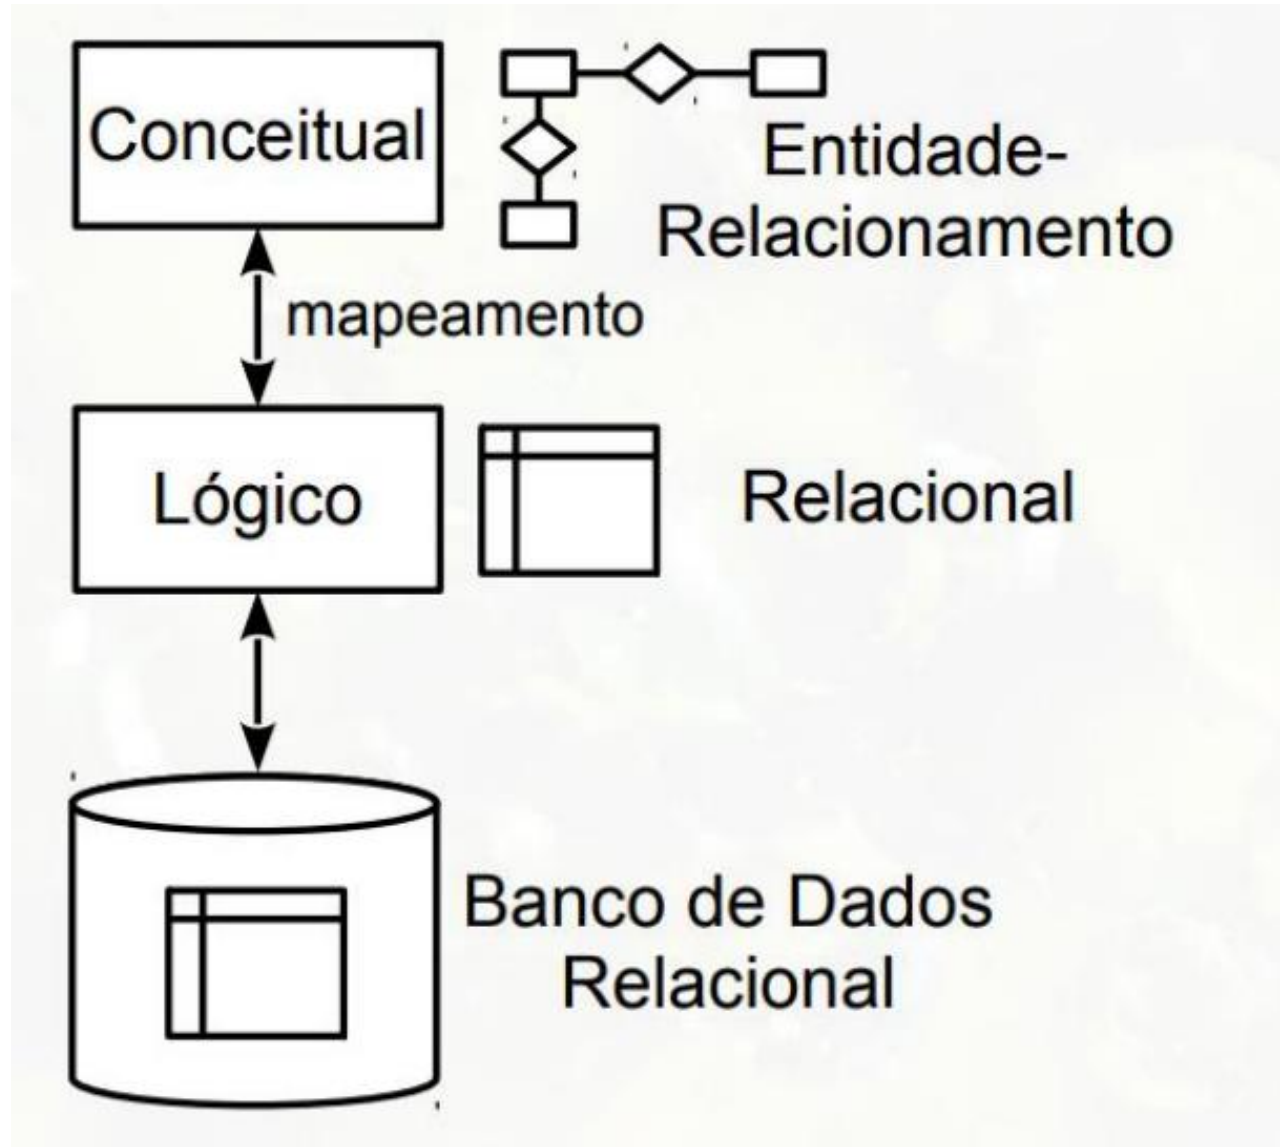 Conceitual
Entidade-
Relacionamento
mapeamento
Lógico
Relacional
Banco de Dados
Relacional